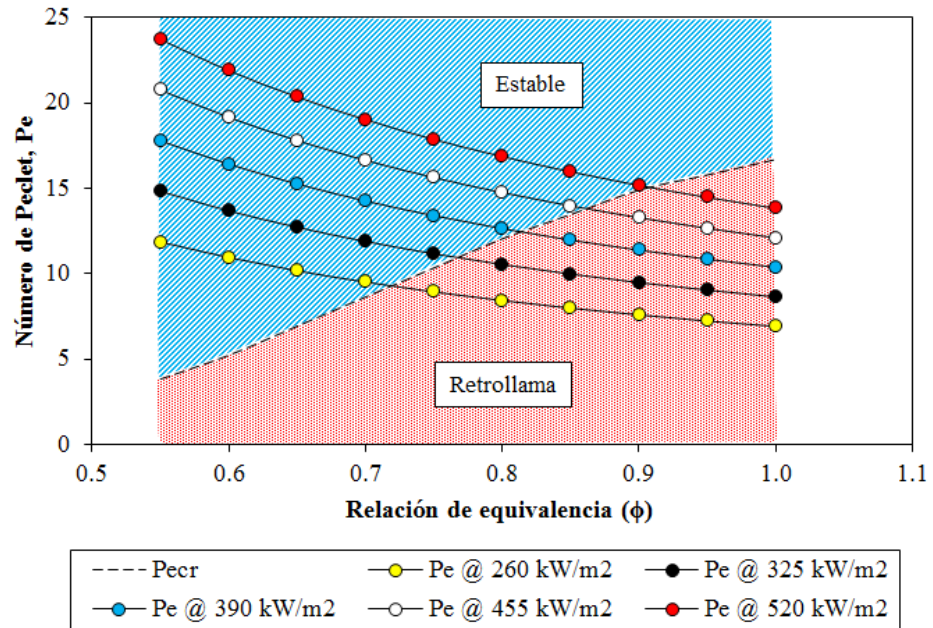 25
20
15
10
5
0
Número de Peclet, Pe
Estable
Retrollama
0.5 0.6 0.7 0.8 0.9 1.0 1.1
Relación de equivalencia (ϕ)
Pecr Pe @ 260 kW/m2 Pe @ 325 kW/m2
Pe @ 390 kW/m2 Pe @ 455 kW/m2 Pe @ 520 kW/m2